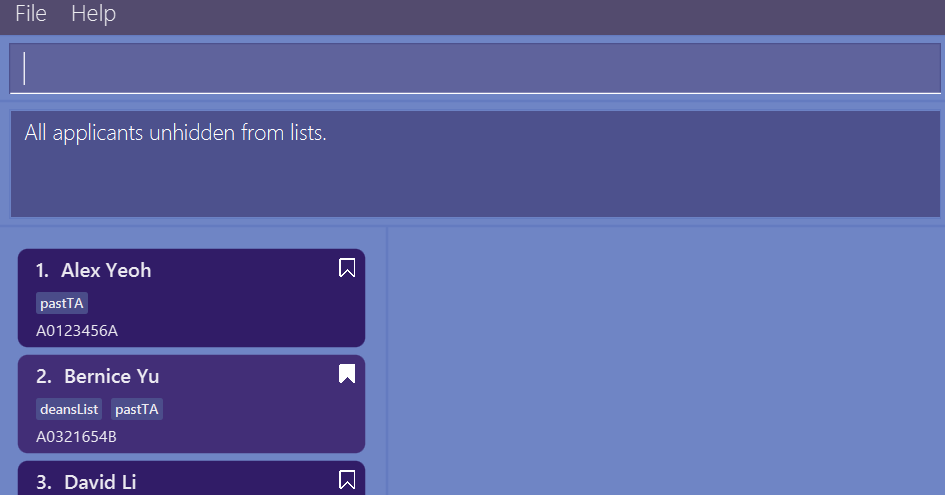 File Help
All applicants unhidden from lists.
1. Alex Yeoh
pastTA
A0123456A
2. Bernice Yu
deansList pastTA
A0321654B
3. David Li